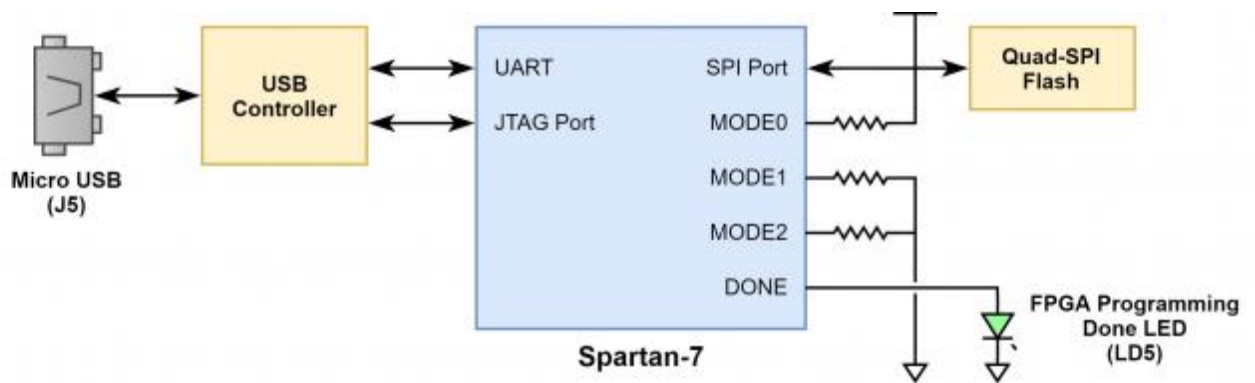 Micro USB
(J5)
USB
Controller
UART
JTAG Port
SPI Port
MODE0
MODE1
MODE2
DONE
Spartan-7
Quad-SPI
Flash
FPGA Programming
Done LED
(LD5)